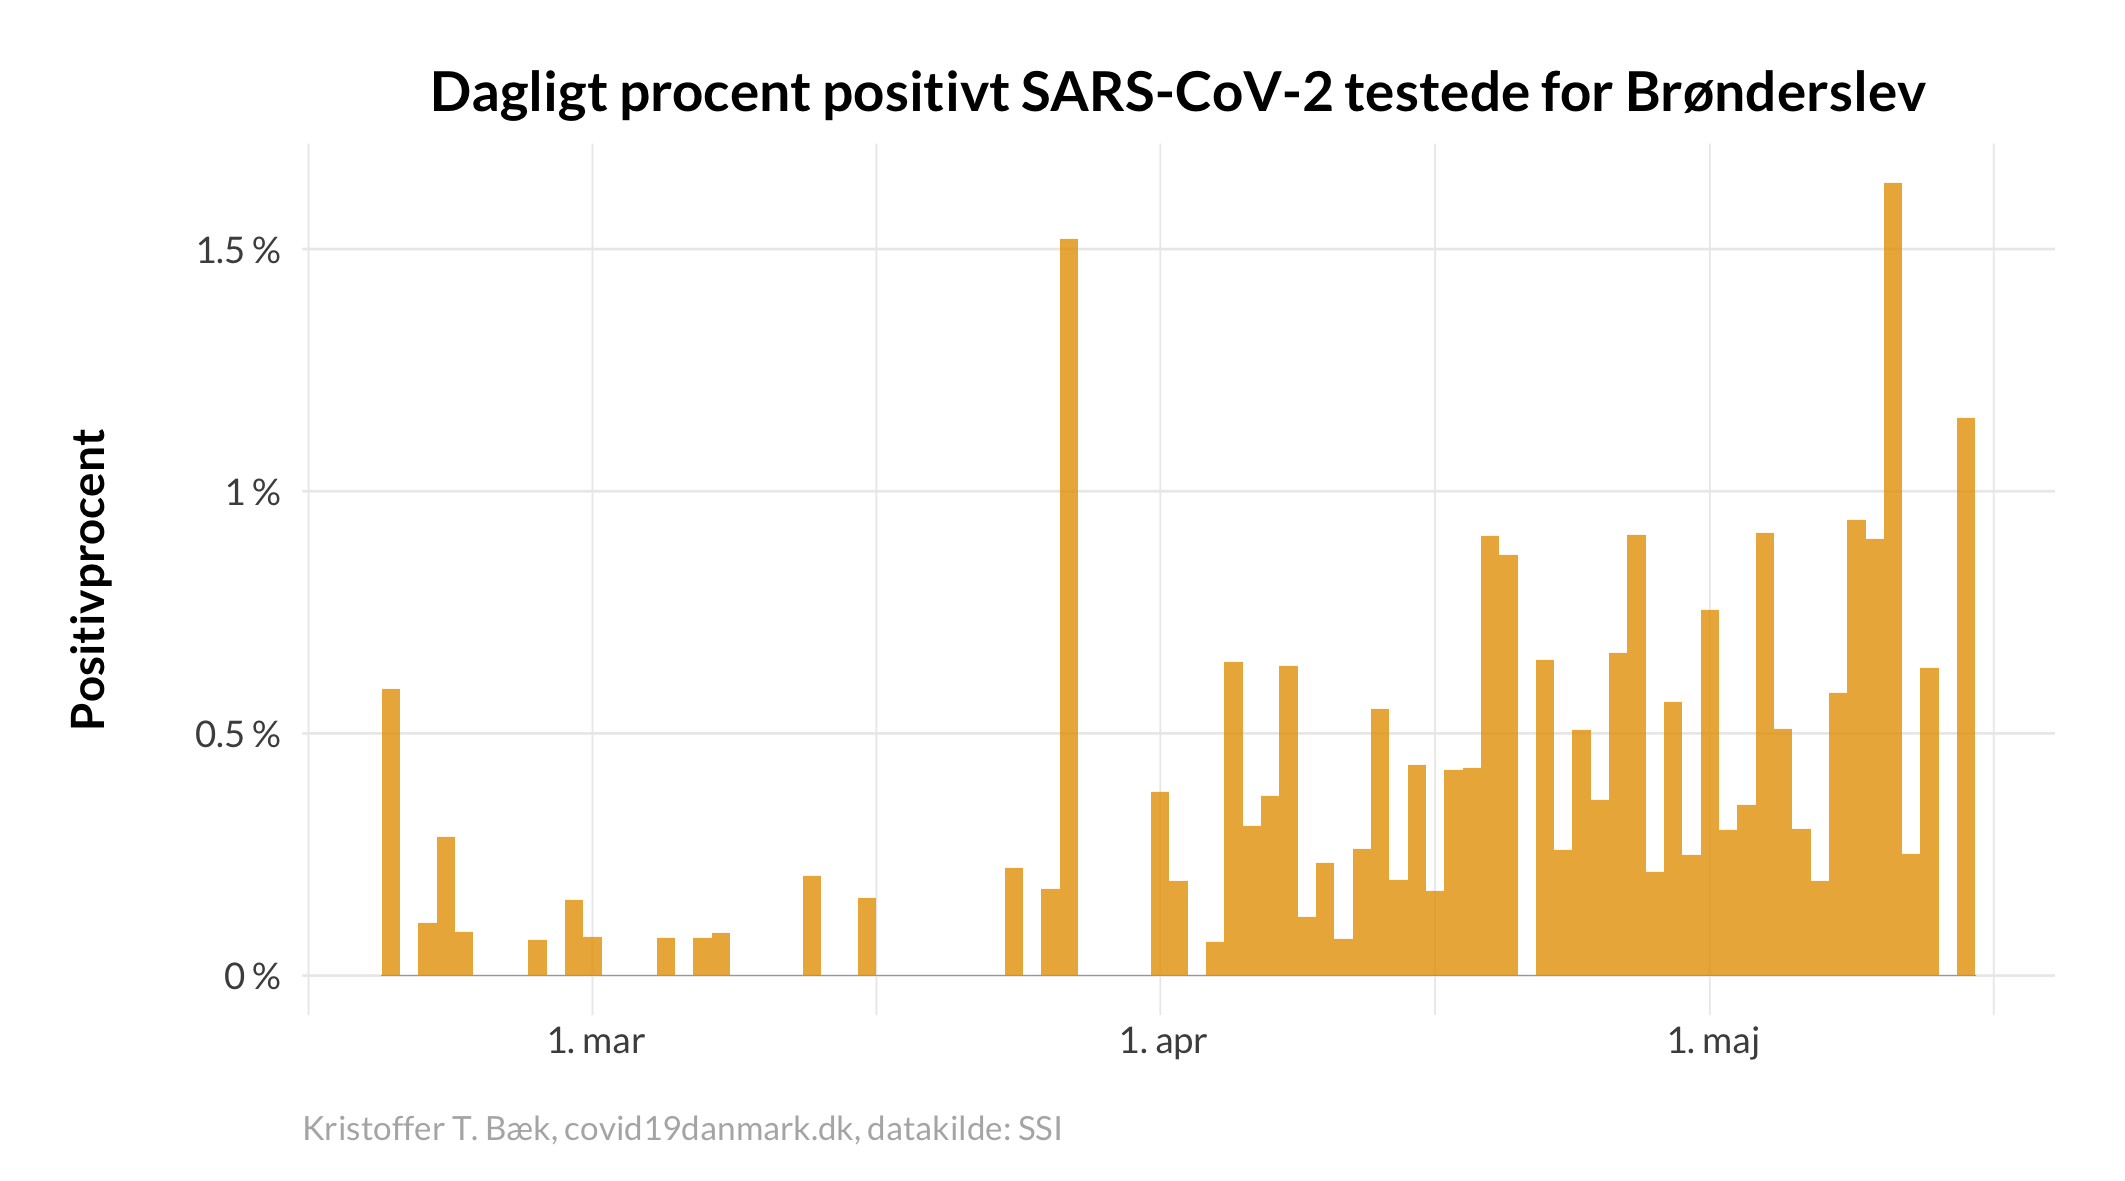 Dagligt procent positivt SARS-CoV-2 testede for Brønderslev
Positivprocent
1.5 %
1 %
0.5 %
0 %
1. mar
1. apr
1. maj
Kristoffer T. Bæk, covid19danmark.dk, datakilde: SSI